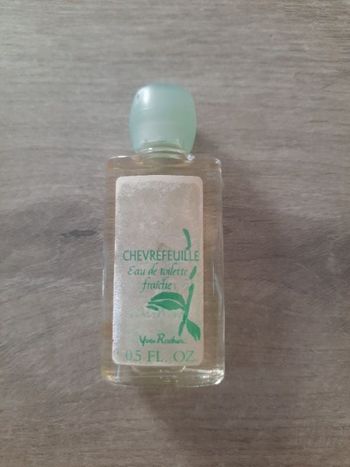 CHEVREFEUILLE
Eau de toilette
fraîche
Yves Rocher
0.5 FL. OZ